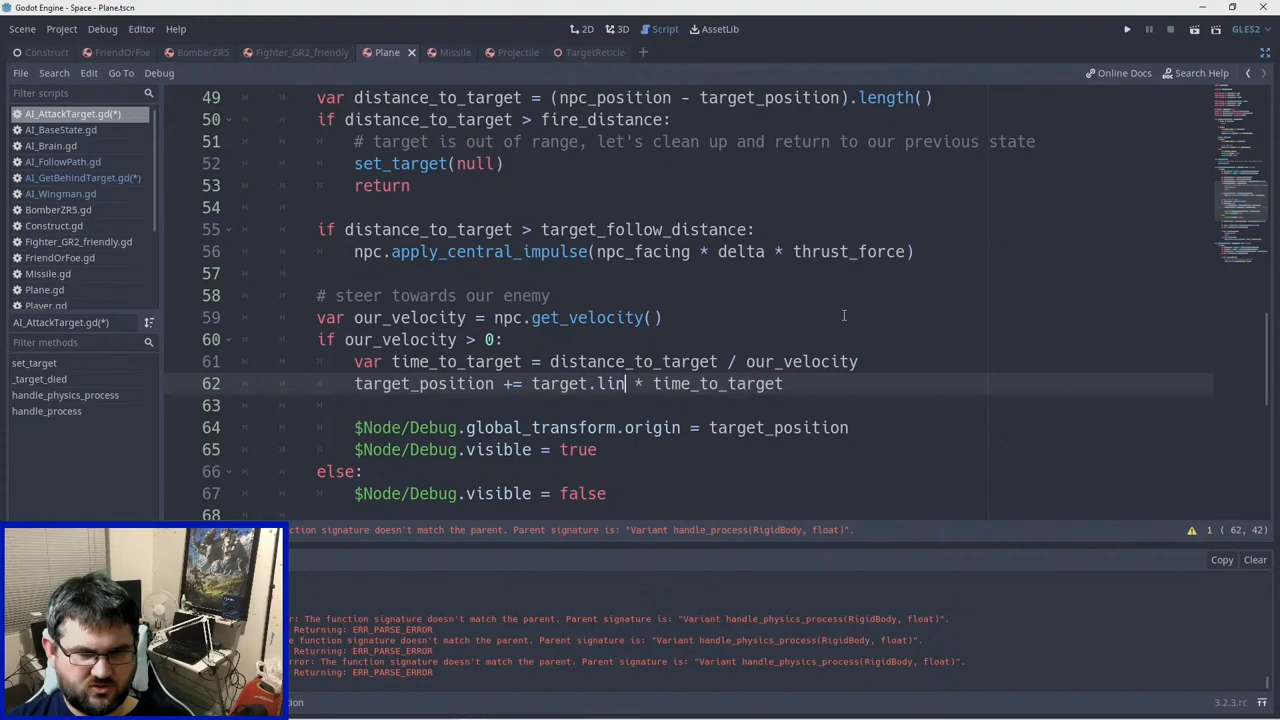 Godot Engine - Space - Plane.tscn
Scene Project Debug Editor Help
2D 3D Script AssetLib
GLES2
Construct FriendOrFoe BomberZR5 Fighter_GR2_friendly Plane Missile Projectile TargetReticle
File Search Edit Go To Debug
Online Docs Search Help
Filter scripts
AI_AttackTarget.gd(*)
AI_BaseState.gd
AI_Brain.gd
AI_FollowPath.gd
AI_GetBehindTarget.gd(*)
AI_Wingman.gd
BomberZR5.gd
Construct.gd
Fighter_GR2_friendly.gd
FriendOrFoe.gd
Missile.gd
Plane.gd
Player.gd
AI_AttackTarget.gd(*)
Filter methods
set_target
_target_died
handle_physics_process
handle_process
49 var distance_to_target = (npc_position - target_position).length()
50 if distance_to_target > fire_distance:
51 # target is out of range, let's clean up and return to our previous state
52 set_target(null)
53 return
54
55 if distance_to_target > target_follow_distance:
56 npc.apply_central_impulse(npc_facing * delta * thrust_force)
57
58 # steer towards our enemy
59 var our_velocity = npc.get_velocity()
60 if our_velocity > 0:
61 var time_to_target = distance_to_target / our_velocity
62 target_position += target.lin * time_to_target
63
64 $Node/Debug.global_transform.origin = target_position
65 $Node/Debug.visible = true
66 else:
67 $Node/Debug.visible = false
68
ction signature doesn't match the parent. Parent signature is: "Variant handle_process(RigidBody, float)".
1 ( 62, 42)
Copy Clear
r: The function signature doesn't match the parent. Parent signature is: "Variant handle_physics_process(RigidBody, float)".
Returning: ERR_PARSE_ERROR
he function signature doesn't match the parent. Parent signature is: "Variant handle_physics_process(RigidBody, float)".
Returning: ERR_PARSE_ERROR
error: The function signature doesn't match the parent. Parent signature is: "Variant handle_physics_process(RigidBody, float)".
Returning: ERR_PARSE_ERROR
3.2.3.rc